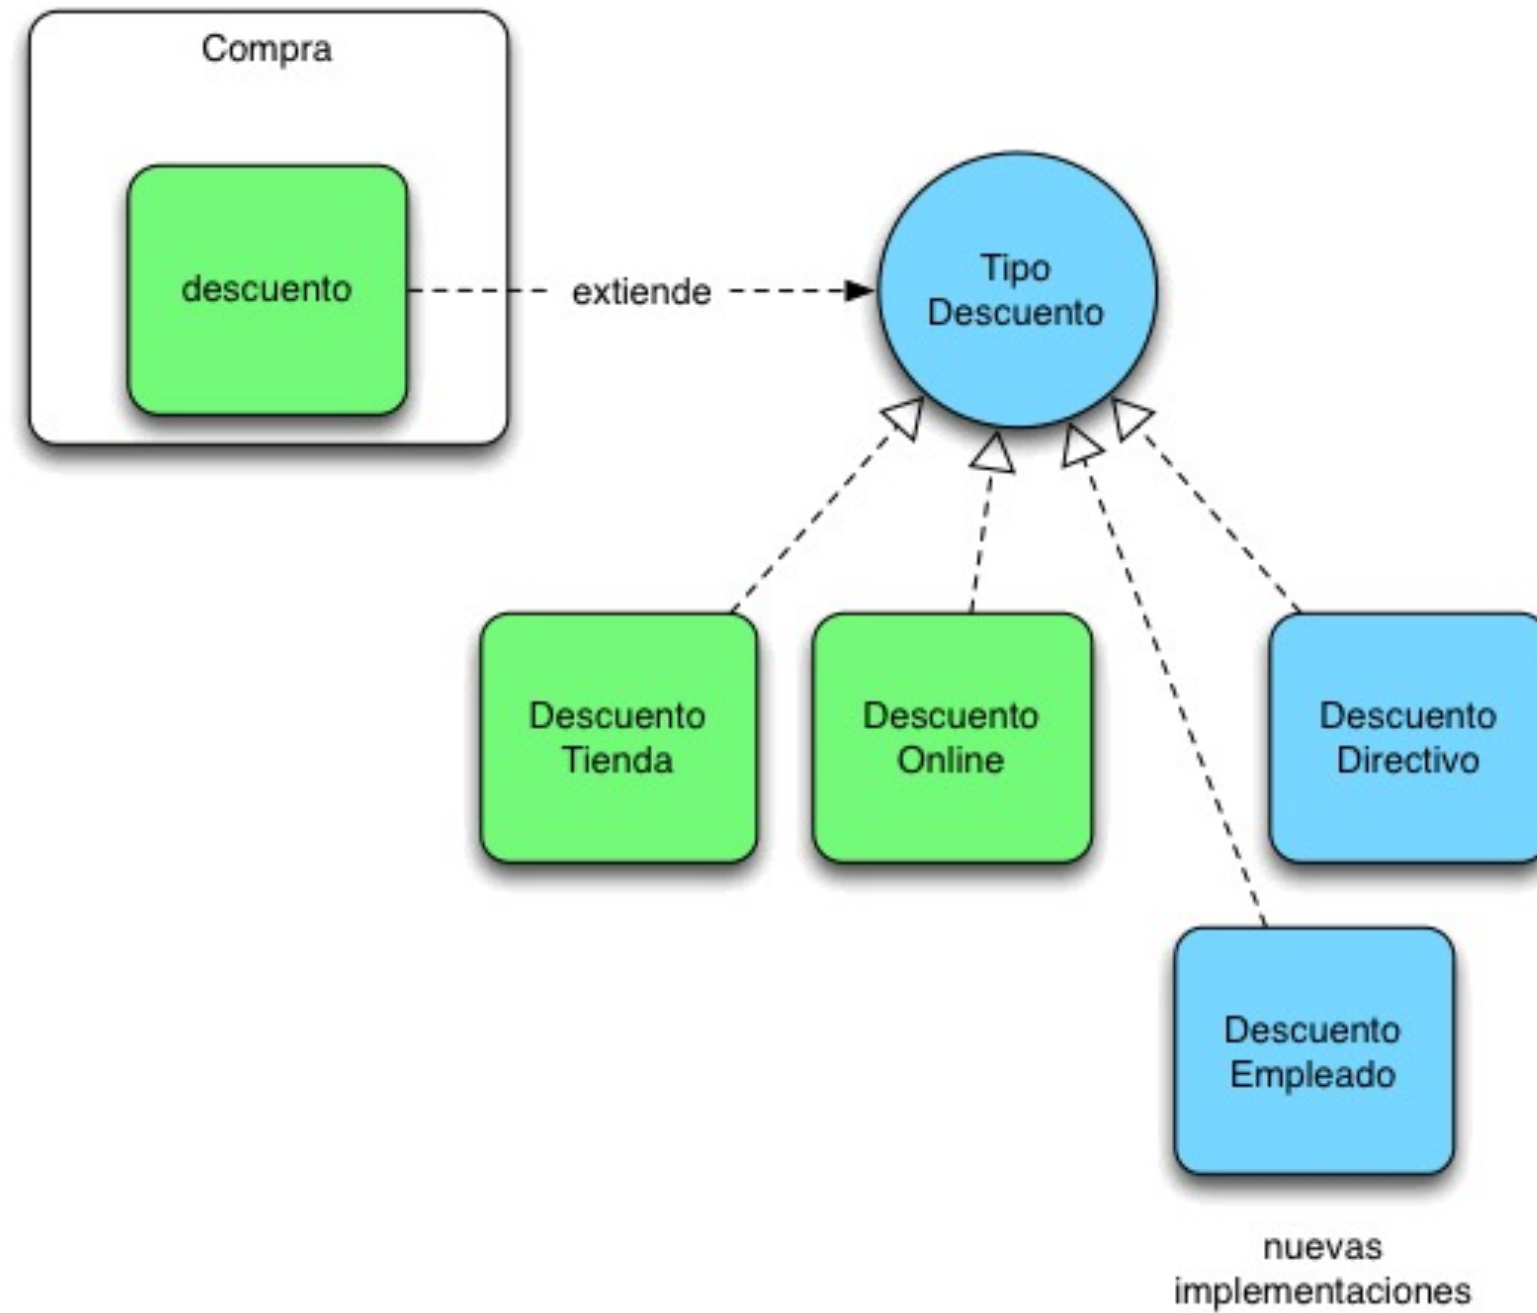 Compra
descuento
extiende
Tipo
Descuento
Descuento
Tienda
Descuento
Online
Descuento
Directivo
Descuento
Empleado
nuevas
implementaciones